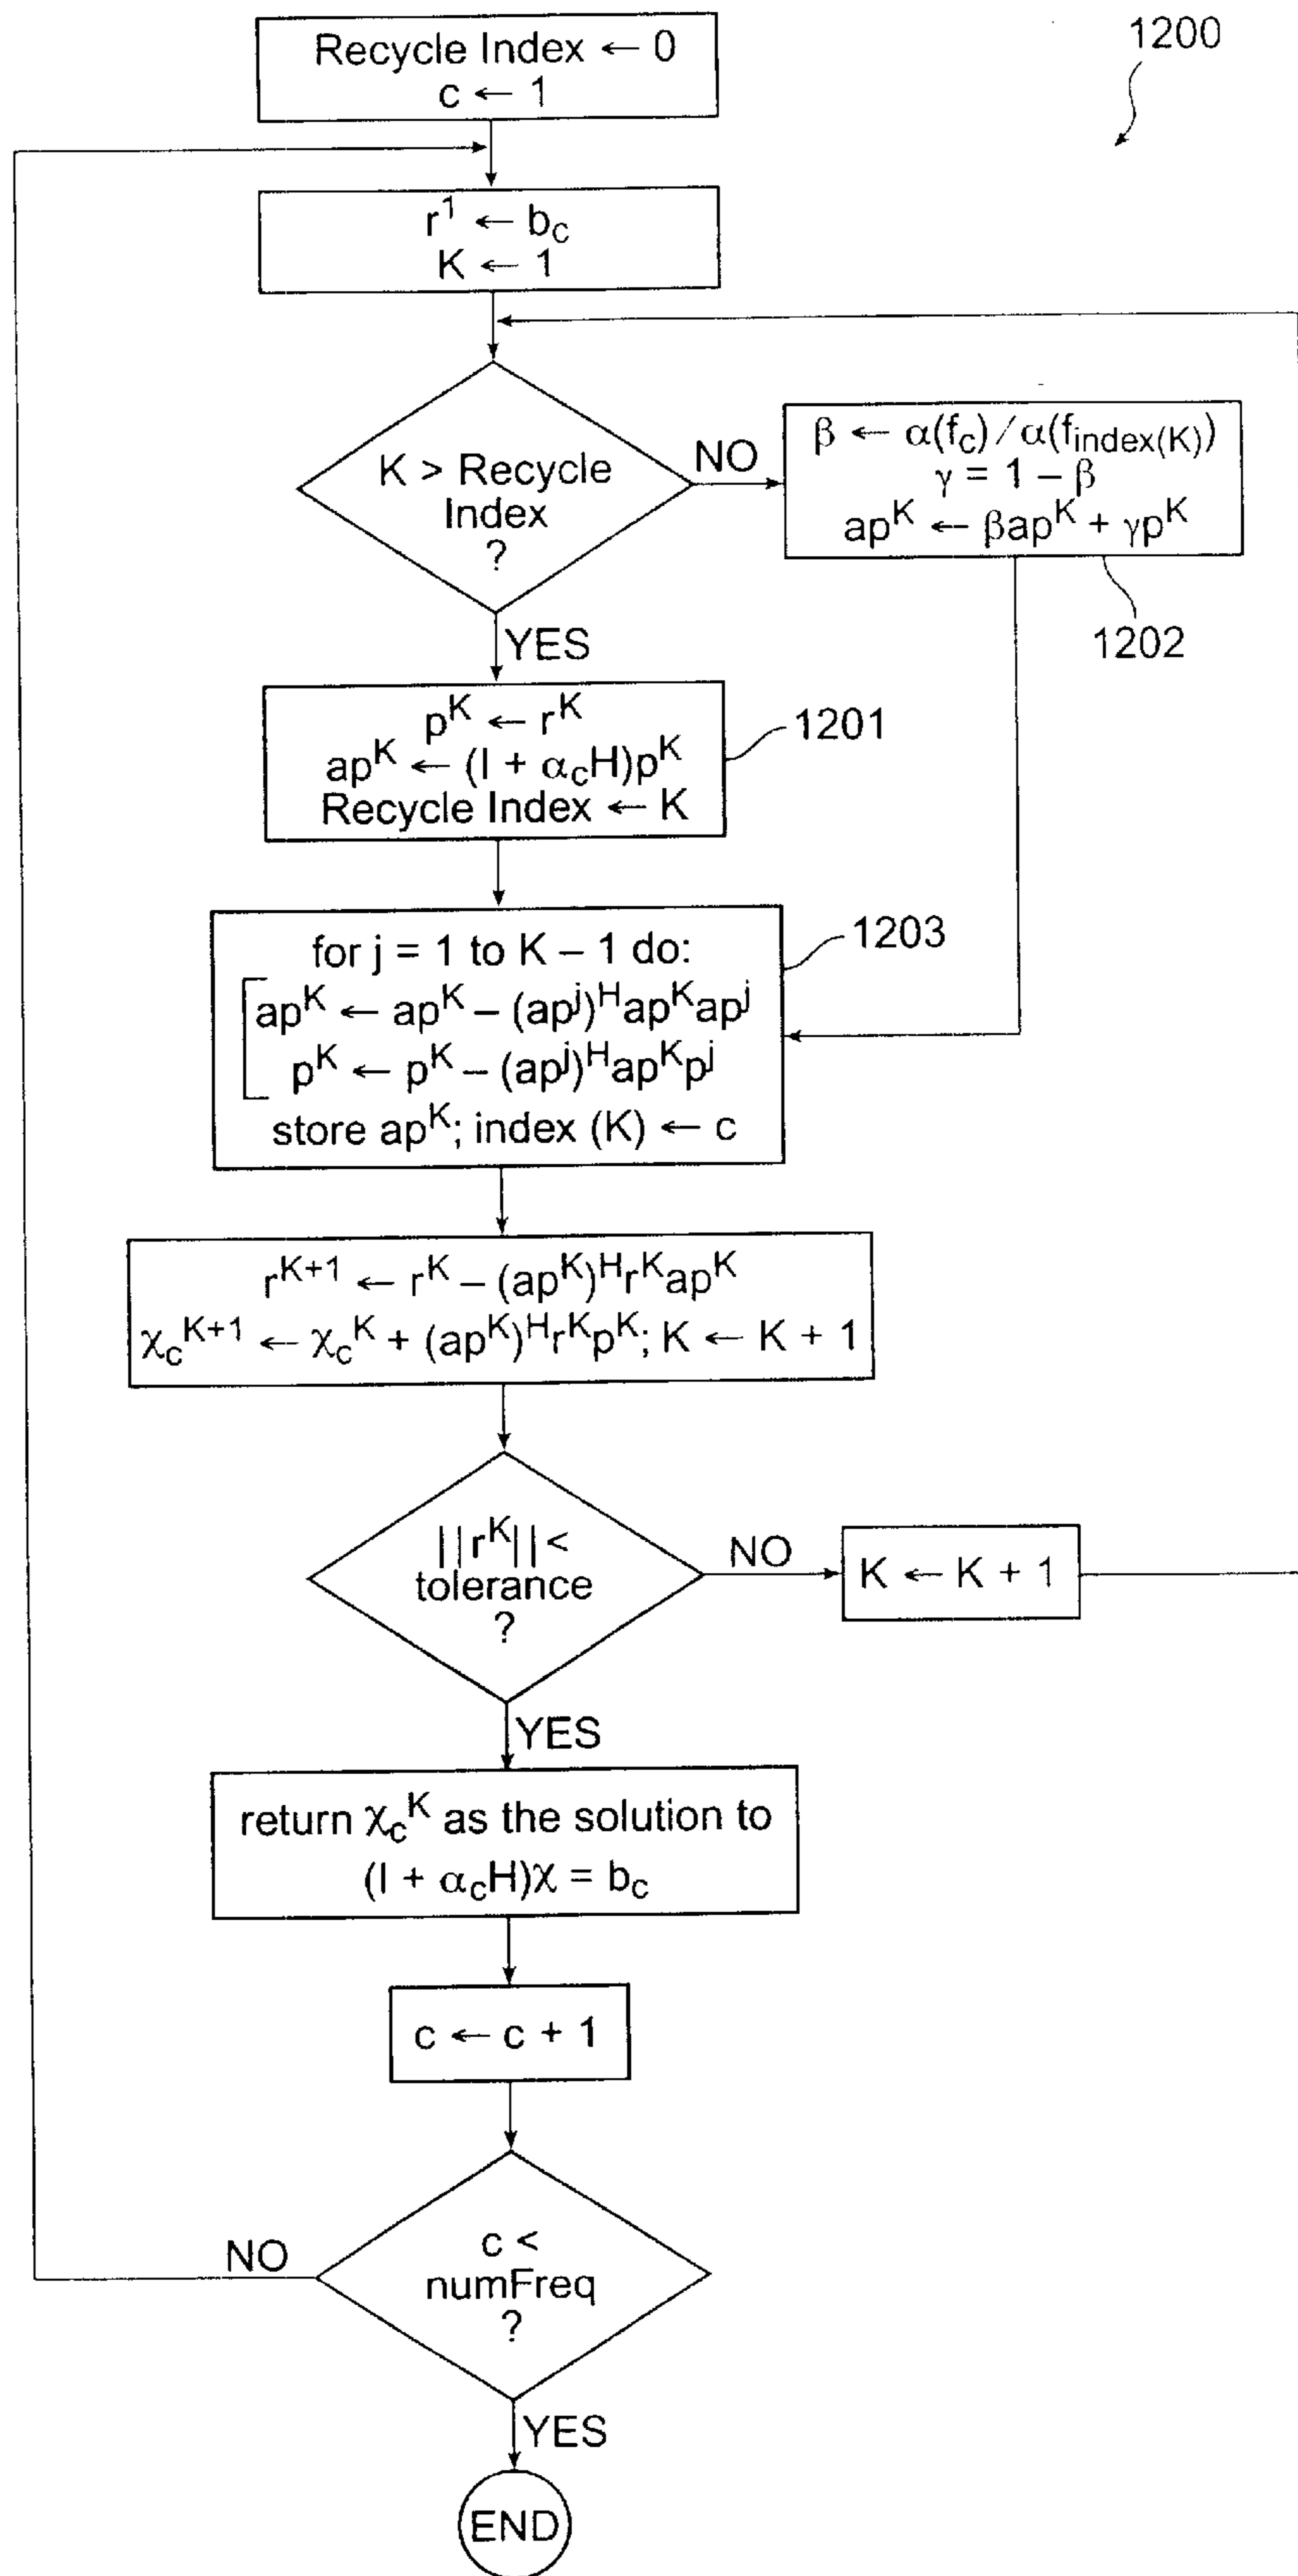 1200
Recycle Index ← 0
c ← 1
r¹ ← b_c
K ← 1
K > Recycle
Index
?
NO
β ← α(f_c) / α(f_index(K))
γ = 1 – β
ap^K ← βap^K + γp^K
1202
YES
p^K ← r^K
ap^K ← (I + α_cH)p^K
Recycle Index ← K
1201
for j = 1 to K – 1 do:
ap^K ← ap^K – (ap^j)^H ap^K ap^j
p^K ← p^K – (ap^j)^H ap^K p^j
store ap^K; index (K) ← c
1203
r^K+1 ← r^K – (ap^K)^H r^K ap^K
χ_c^K+1 ← χ_c^K + (ap^K)^H r^K p^K; K ← K + 1
||r^K|| <
tolerance
?
NO
K ← K + 1
YES
return χ_c^K as the solution to
(I + α_cH)χ = b_c
c ← c + 1
c <
numFreq
?
NO
YES
END